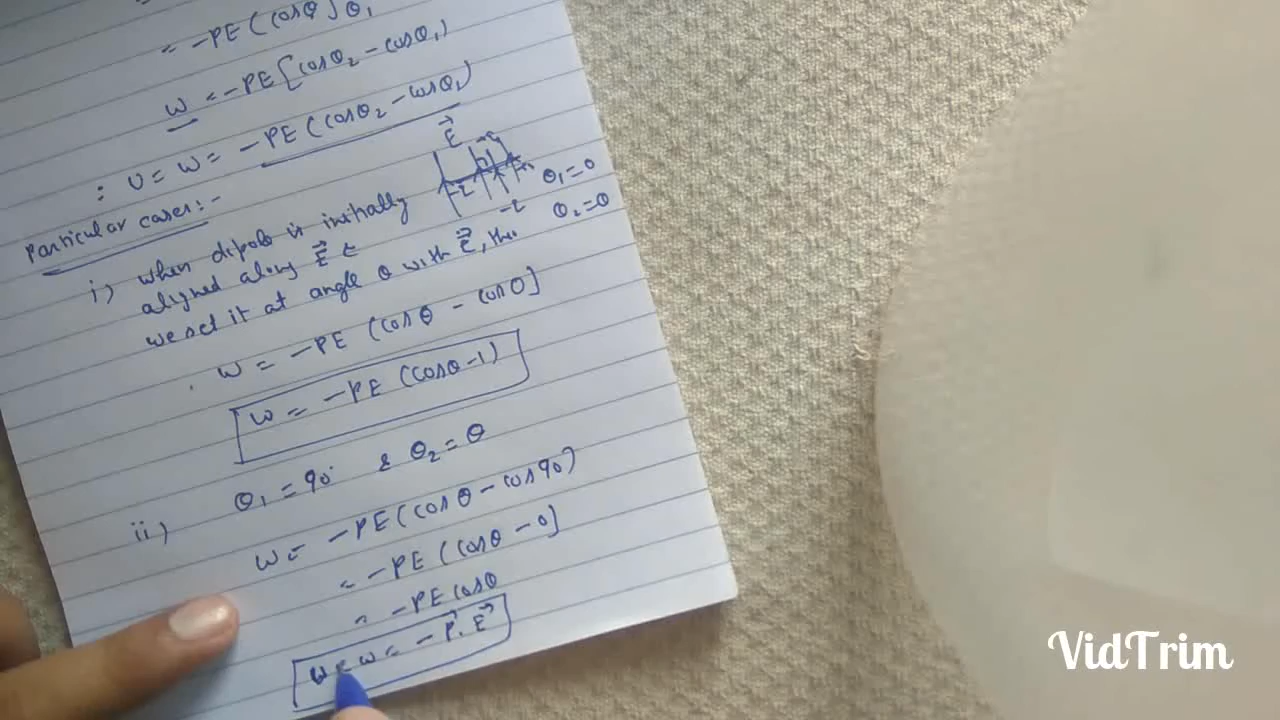 = -PE (cosθ) θ₁
W = -PE [cosθ₂ - cosθ₁)
∴ U = W = -PE (cosθ₂ - cosθ₁)
Particular cases:-
E⃗
i) when dipole is initially
aligned along E⃗ &
we set it at angle θ with E⃗, then
θ₁ = 0
θ₂ = θ
W = -PE (cosθ - cos0]
W = -PE (cosθ - 1)
ii) θ₁ = 90° & θ₂ = θ
W = -PE (cosθ - cos90)
= -PE (cosθ - 0]
= -PE cosθ
W = -P⃗. E⃗
VidTrim